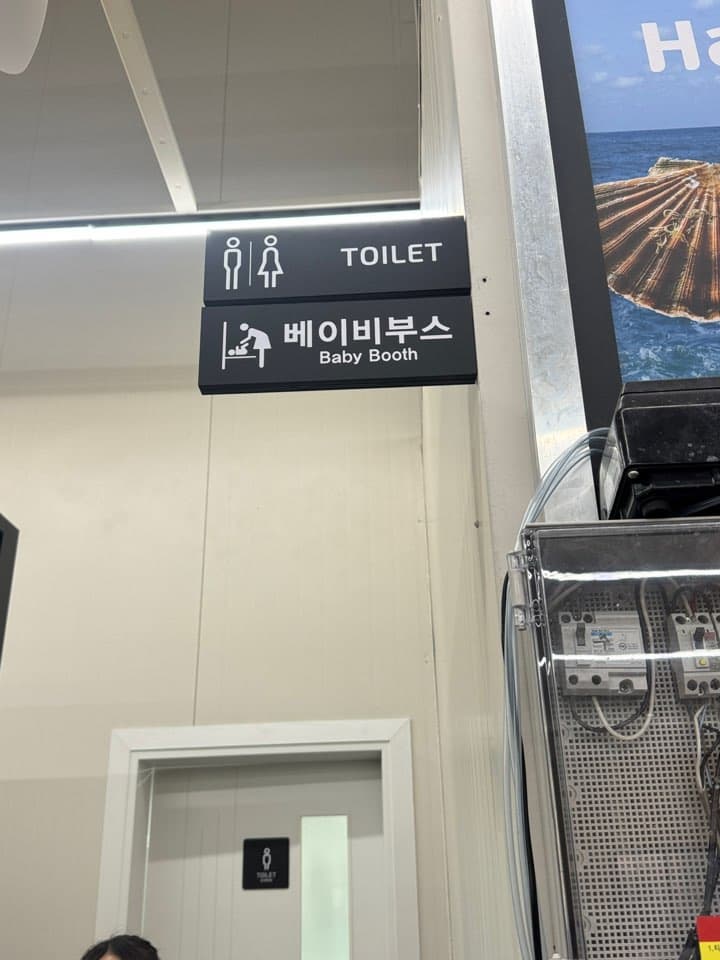 Ha
TOILET
베이비부스
Baby Booth
TOILET